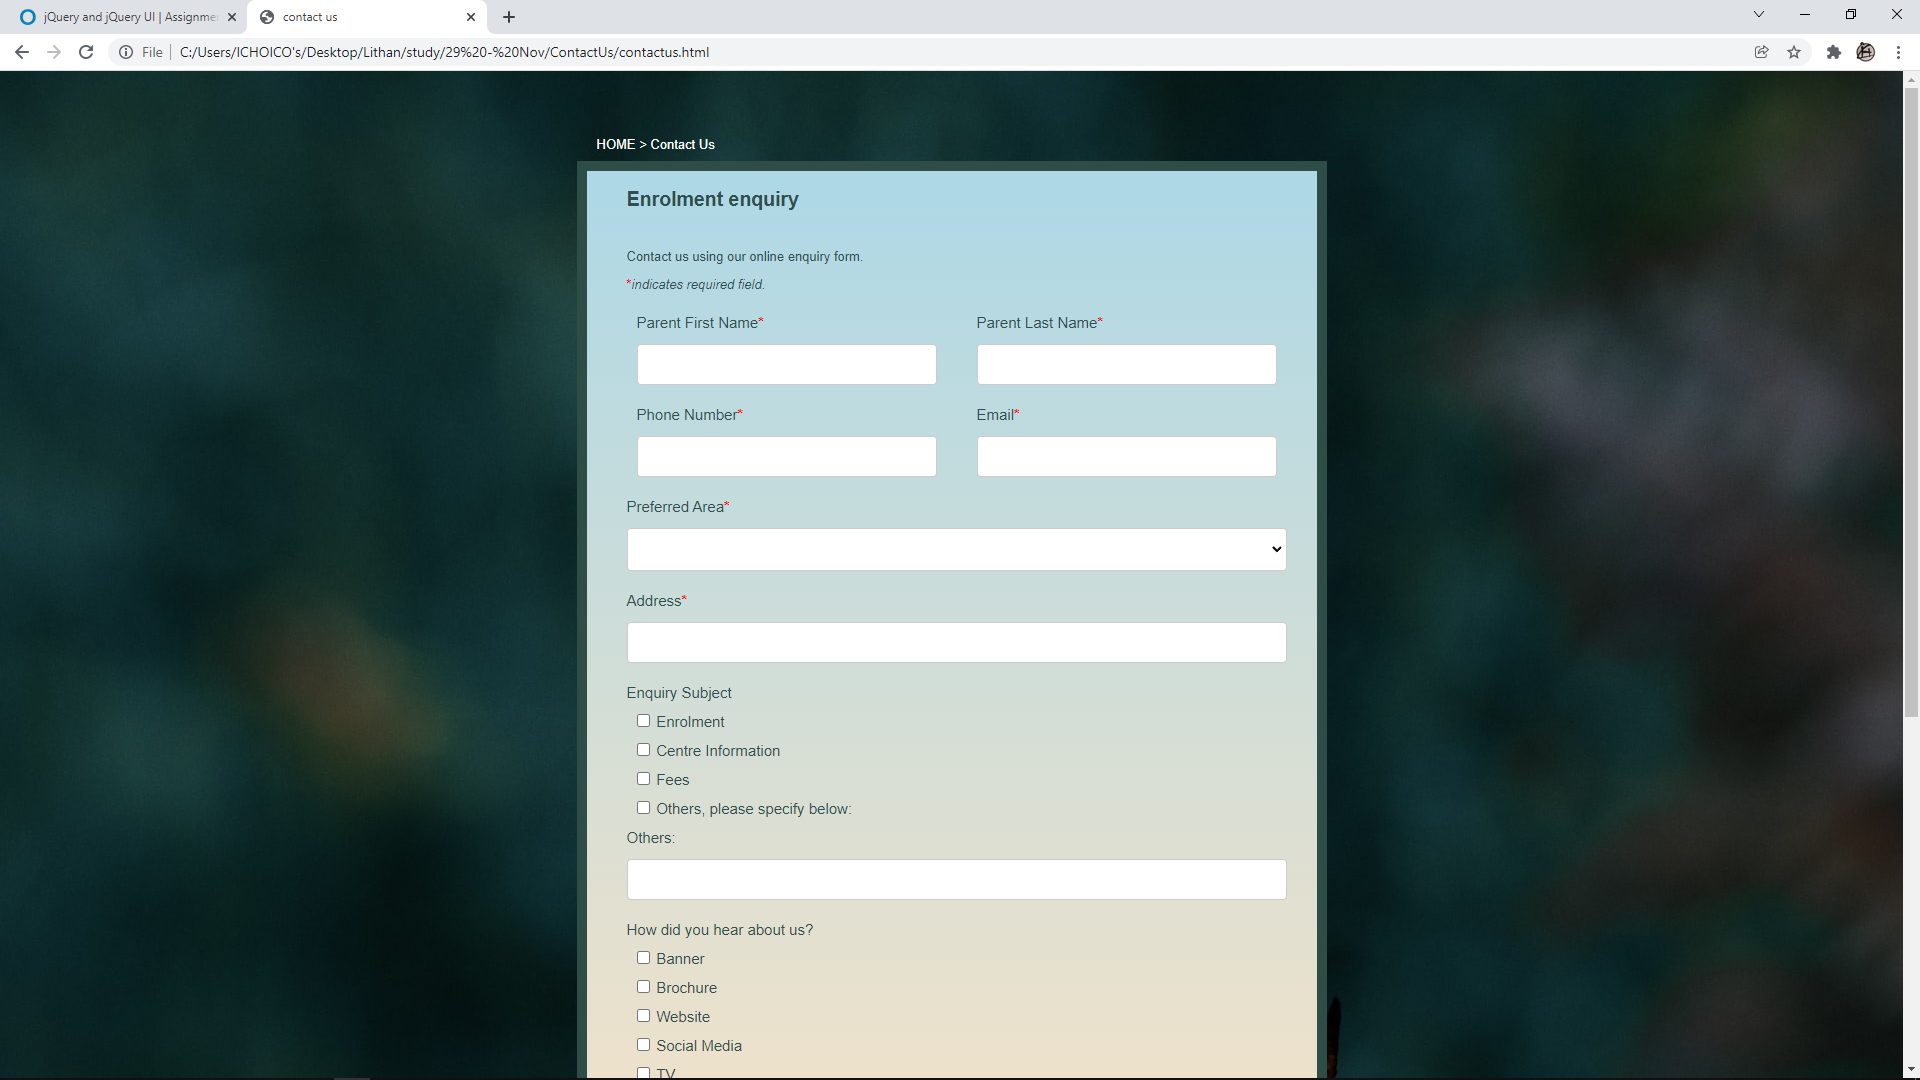 jQuery and jQuery UI | Assignme
contact us
File
C:/Users/ICHOICO's/Desktop/Lithan/study/29%20-%20Nov/ContactUs/contactus.html
HOME > Contact Us
Enrolment enquiry
Contact us using our online enquiry form.
*indicates required field.
Parent First Name* Parent Last Name*
Phone Number* Email*
Preferred Area*
Address*
Enquiry Subject
Enrolment
Centre Information
Fees
Others, please specify below:
Others:
How did you hear about us?
Banner
Brochure
Website
Social Media
TV